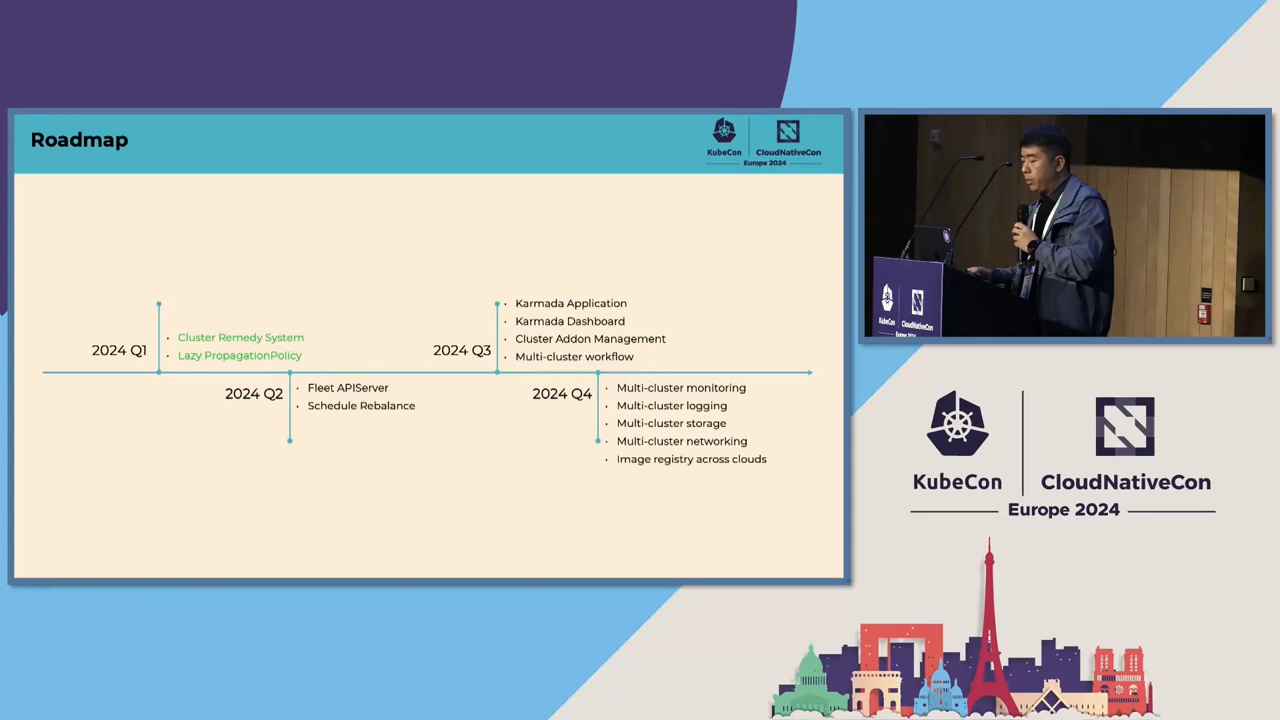 Roadmap
KubeCon
CloudNativeCon
Europe 2024
2024 Q1
Cluster Remedy System
Lazy PropagationPolicy
2024 Q2
Fleet APIServer
Schedule Rebalance
2024 Q3
Karmada Application
Karmada Dashboard
Cluster Addon Management
Multi-cluster workflow
2024 Q4
Multi-cluster monitoring
Multi-cluster logging
Multi-cluster storage
Multi-cluster networking
Image registry across clouds
KubeCon
CloudNativeCon
KubeCon
CloudNativeCon
Europe 2024